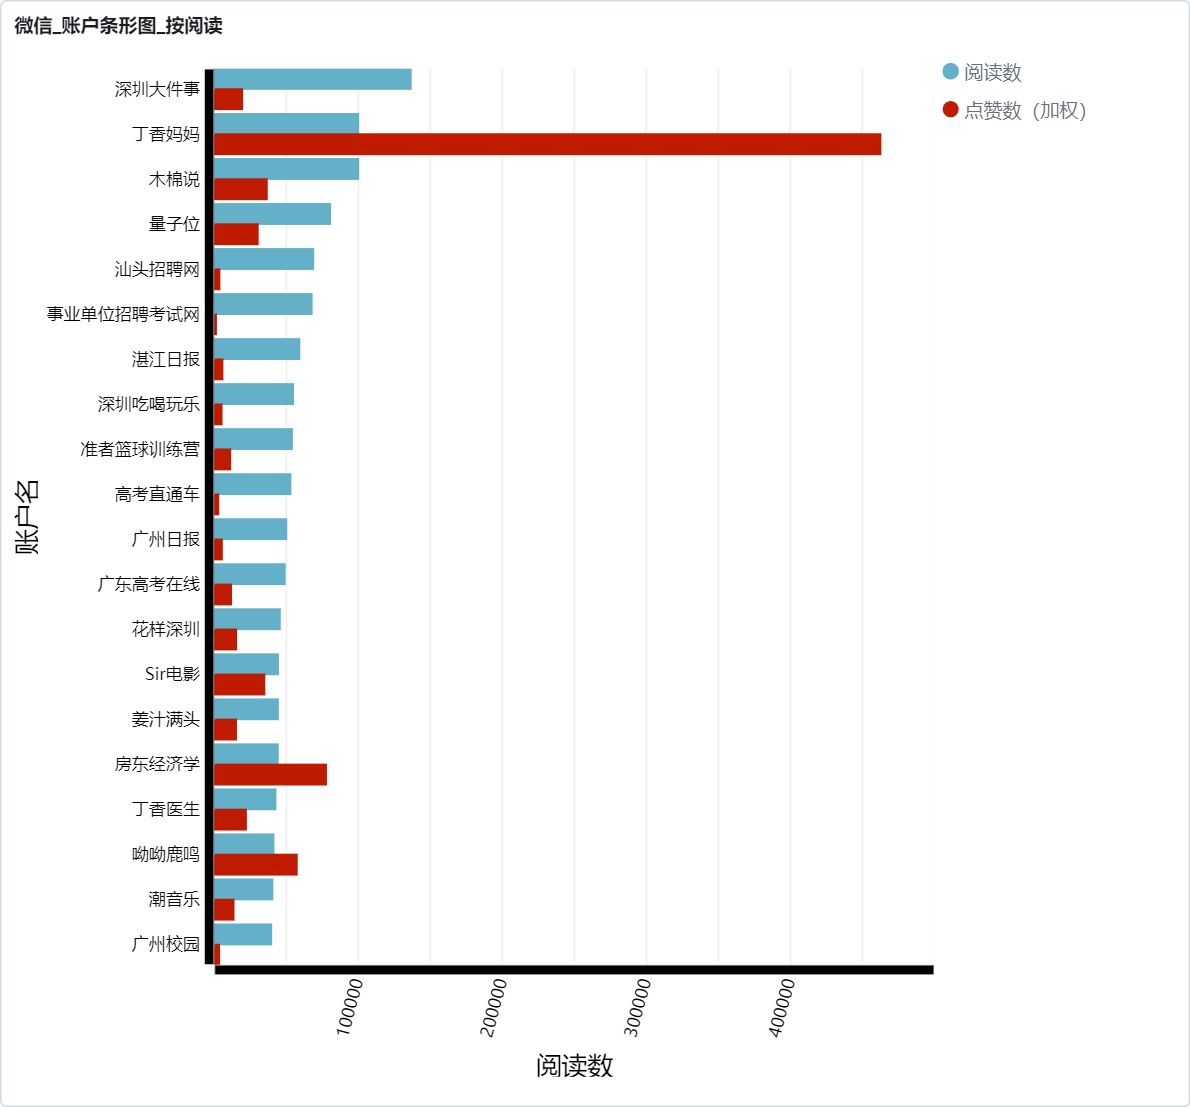 微信_账户条形图_按阅读
阅读数
点赞数（加权）
账户名
深圳大件事
丁香妈妈
木棉说
量子位
汕头招聘网
事业单位招聘考试网
湛江日报
深圳吃喝玩乐
准者篮球训练营
高考直通车
广州日报
广东高考在线
花样深圳
Sir电影
姜汁满头
房东经济学
丁香医生
呦呦鹿鸣
潮音乐
广州校园
100000
200000
300000
400000
阅读数